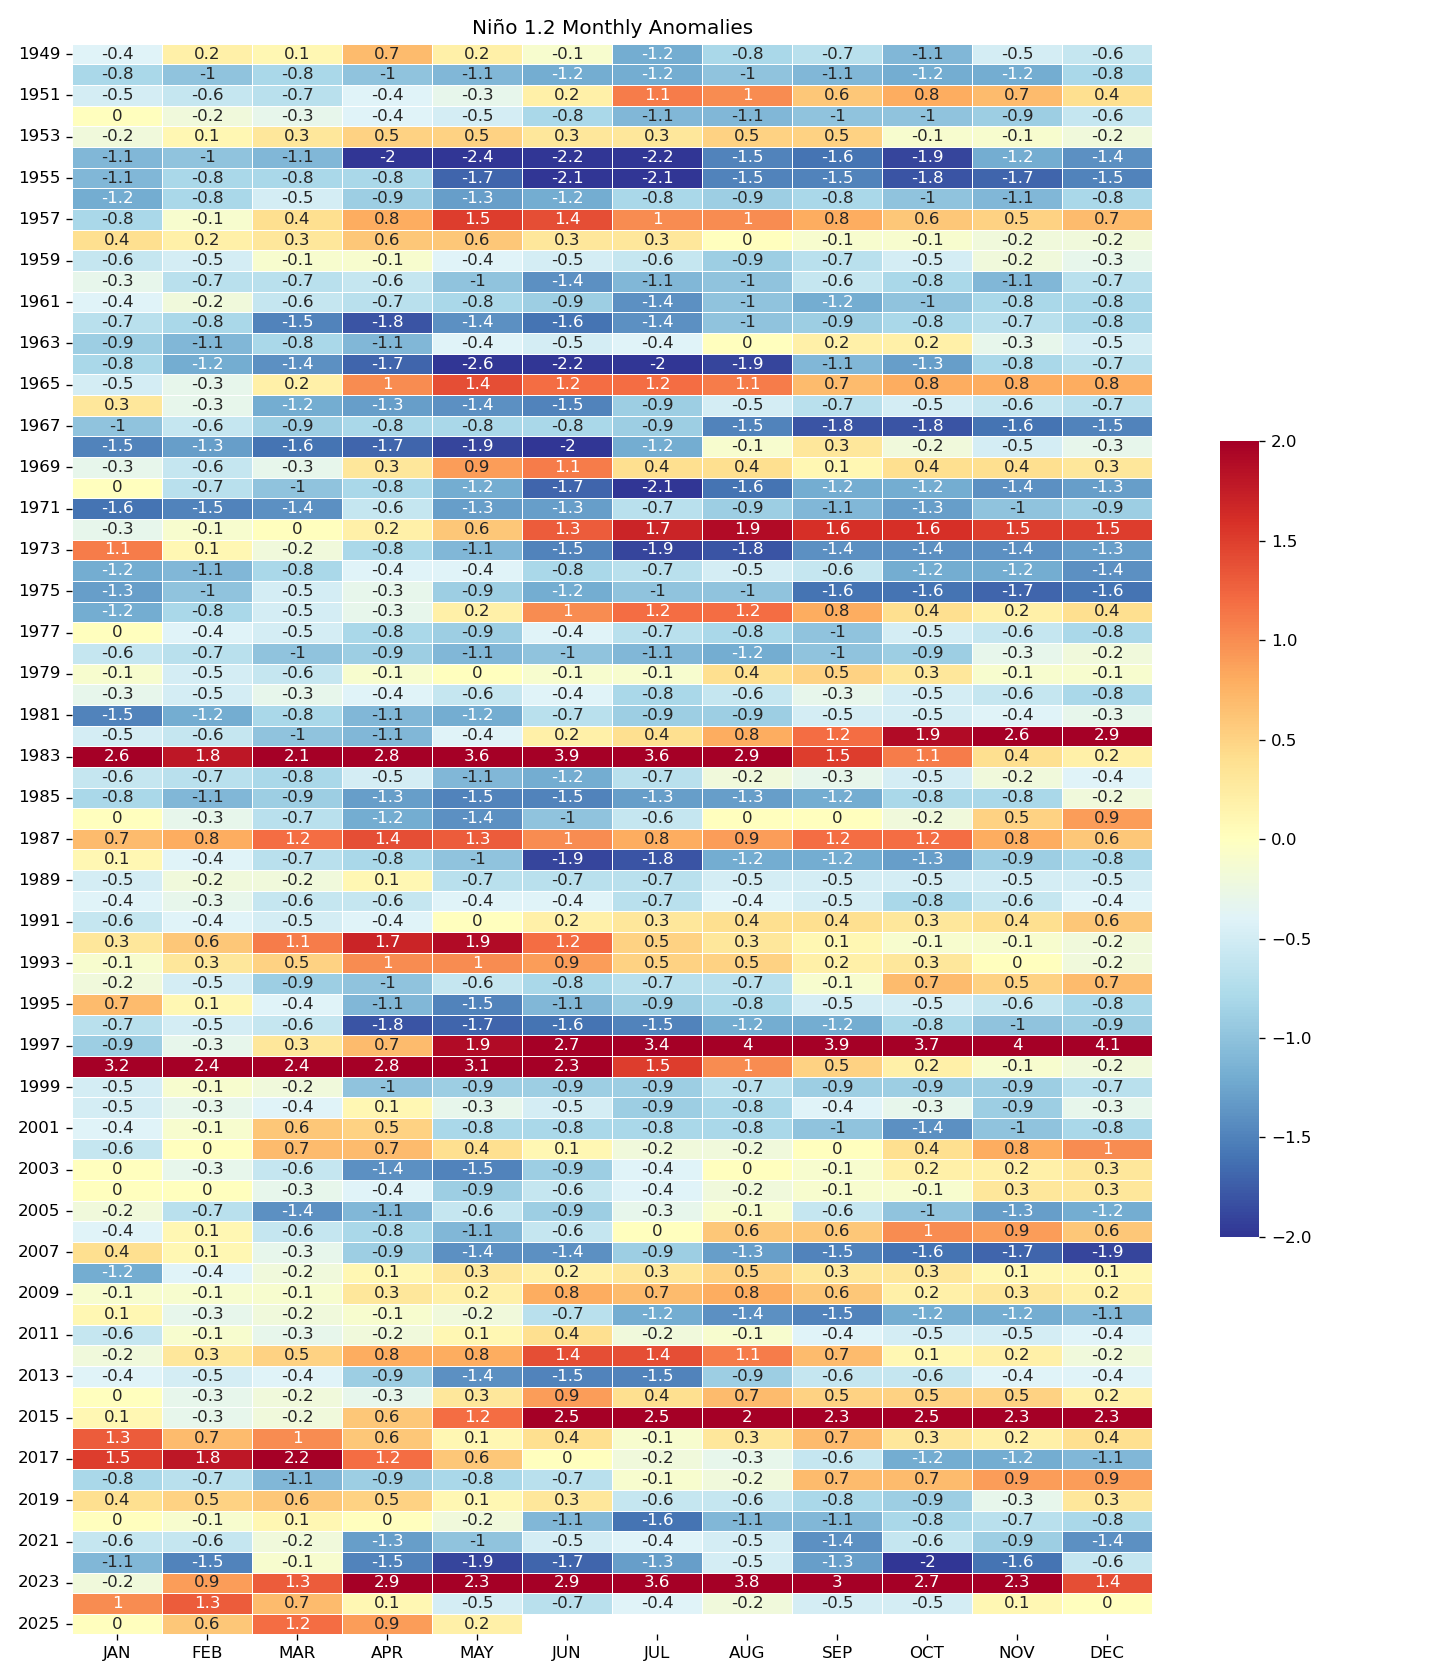 Niño 1.2 Monthly Anomalies
1949 -0.4 0.2 0.1 0.7 0.2 -0.1 -1.2 -0.8 -0.7 -1.1 -0.5 -0.6
-0.8 -1 -0.8 -1 -1.1 -1.2 -1.2 -1 -1.1 -1.2 -1.2 -0.8
1951 -0.5 -0.6 -0.7 -0.4 -0.3 0.2 1.1 1 0.6 0.8 0.7 0.4
0 -0.2 -0.3 -0.4 -0.5 -0.8 -1.1 -1.1 -1 -1 -0.9 -0.6
1953 -0.2 0.1 0.3 0.5 0.5 0.3 0.3 0.5 0.5 -0.1 -0.1 -0.2
-1.1 -1 -1.1 -2 -2.4 -2.2 -2.2 -1.5 -1.6 -1.9 -1.2 -1.4
1955 -1.1 -0.8 -0.8 -0.8 -1.7 -2.1 -2.1 -1.5 -1.5 -1.8 -1.7 -1.5
-1.2 -0.8 -0.5 -0.9 -1.3 -1.2 -0.8 -0.9 -0.8 -1 -1.1 -0.8
1957 -0.8 -0.1 0.4 0.8 1.5 1.4 1 1 0.8 0.6 0.5 0.7
0.4 0.2 0.3 0.6 0.6 0.3 0.3 0 -0.1 -0.1 -0.2 -0.2
1959 -0.6 -0.5 -0.1 -0.1 -0.4 -0.5 -0.6 -0.9 -0.7 -0.5 -0.2 -0.3
-0.3 -0.7 -0.7 -0.6 -1 -1.4 -1.1 -1 -0.6 -0.8 -1.1 -0.7
1961 -0.4 -0.2 -0.6 -0.7 -0.8 -0.9 -1.4 -1 -1.2 -1 -0.8 -0.8
-0.7 -0.8 -1.5 -1.8 -1.4 -1.6 -1.4 -1 -0.9 -0.8 -0.7 -0.8
1963 -0.9 -1.1 -0.8 -1.1 -0.4 -0.5 -0.4 0 0.2 0.2 -0.3 -0.5
-0.8 -1.2 -1.4 -1.7 -2.6 -2.2 -2 -1.9 -1.1 -1.3 -0.8 -0.7
1965 -0.5 -0.3 0.2 1 1.4 1.2 1.2 1.1 0.7 0.8 0.8 0.8
0.3 -0.3 -1.2 -1.3 -1.4 -1.5 -0.9 -0.5 -0.7 -0.5 -0.6 -0.7
1967 -1 -0.6 -0.9 -0.8 -0.8 -0.8 -0.9 -1.5 -1.8 -1.8 -1.6 -1.5
-1.5 -1.3 -1.6 -1.7 -1.9 -2 -1.2 -0.1 0.3 -0.2 -0.5 -0.3
1969 -0.3 -0.6 -0.3 0.3 0.9 1.1 0.4 0.4 0.1 0.4 0.4 0.3
0 -0.7 -1 -0.8 -1.2 -1.7 -2.1 -1.6 -1.2 -1.2 -1.4 -1.3
1971 -1.6 -1.5 -1.4 -0.6 -1.3 -1.3 -0.7 -0.9 -1.1 -1.3 -1 -0.9
-0.3 -0.1 0 0.2 0.6 1.3 1.7 1.9 1.6 1.6 1.5 1.5
1973 1.1 0.1 -0.2 -0.8 -1.1 -1.5 -1.9 -1.8 -1.4 -1.4 -1.4 -1.3
-1.2 -1.1 -0.8 -0.4 -0.4 -0.8 -0.7 -0.5 -0.6 -1.2 -1.2 -1.4
1975 -1.3 -1 -0.5 -0.3 -0.9 -1.2 -1 -1 -1.6 -1.6 -1.7 -1.6
-1.2 -0.8 -0.5 -0.3 0.2 1 1.2 1.2 0.8 0.4 0.2 0.4
1977 0 -0.4 -0.5 -0.8 -0.9 -0.4 -0.7 -0.8 -1 -0.5 -0.6 -0.8
-0.6 -0.7 -1 -0.9 -1.1 -1 -1.1 -1.2 -1 -0.9 -0.3 -0.2
1979 -0.1 -0.5 -0.6 -0.1 0 -0.1 -0.1 0.4 0.5 0.3 -0.1 -0.1
-0.3 -0.5 -0.3 -0.4 -0.6 -0.4 -0.8 -0.6 -0.3 -0.5 -0.6 -0.8
1981 -1.5 -1.2 -0.8 -1.1 -1.2 -0.7 -0.9 -0.9 -0.5 -0.5 -0.4 -0.3
-0.5 -0.6 -1 -1.1 -0.4 0.2 0.4 0.8 1.2 1.9 2.6 2.9
1983 2.6 1.8 2.1 2.8 3.6 3.9 3.6 2.9 1.5 1.1 0.4 0.2
-0.6 -0.7 -0.8 -0.5 -1.1 -1.2 -0.7 -0.2 -0.3 -0.5 -0.2 -0.4
1985 -0.8 -1.1 -0.9 -1.3 -1.5 -1.5 -1.3 -1.3 -1.2 -0.8 -0.8 -0.2
0 -0.3 -0.7 -1.2 -1.4 -1 -0.6 0 0 -0.2 0.5 0.9
1987 0.7 0.8 1.2 1.4 1.3 1 0.8 0.9 1.2 1.2 0.8 0.6
0.1 -0.4 -0.7 -0.8 -1 -1.9 -1.8 -1.2 -1.2 -1.3 -0.9 -0.8
1989 -0.5 -0.2 -0.2 0.1 -0.7 -0.7 -0.7 -0.5 -0.5 -0.5 -0.5 -0.5
-0.4 -0.3 -0.6 -0.6 -0.4 -0.4 -0.7 -0.4 -0.5 -0.8 -0.6 -0.4
1991 -0.6 -0.4 -0.5 -0.4 0 0.2 0.3 0.4 0.4 0.3 0.4 0.6
0.3 0.6 1.1 1.7 1.9 1.2 0.5 0.3 0.1 -0.1 -0.1 -0.2
1993 -0.1 0.3 0.5 1 1 0.9 0.5 0.5 0.2 0.3 0 -0.2
-0.2 -0.5 -0.9 -1 -0.6 -0.8 -0.7 -0.7 -0.1 0.7 0.5 0.7
1995 0.7 0.1 -0.4 -1.1 -1.5 -1.1 -0.9 -0.8 -0.5 -0.5 -0.6 -0.8
-0.7 -0.5 -0.6 -1.8 -1.7 -1.6 -1.5 -1.2 -1.2 -0.8 -1 -0.9
1997 -0.9 -0.3 0.3 0.7 1.9 2.7 3.4 4 3.9 3.7 4 4.1
3.2 2.4 2.4 2.8 3.1 2.3 1.5 1 0.5 0.2 -0.1 -0.2
1999 -0.5 -0.1 -0.2 -1 -0.9 -0.9 -0.9 -0.7 -0.9 -0.9 -0.9 -0.7
-0.5 -0.3 -0.4 0.1 -0.3 -0.5 -0.9 -0.8 -0.4 -0.3 -0.9 -0.3
2001 -0.4 -0.1 0.6 0.5 -0.8 -0.8 -0.8 -0.8 -1 -1.4 -1 -0.8
-0.6 0 0.7 0.7 0.4 0.1 -0.2 -0.2 0 0.4 0.8 1
2003 0 -0.3 -0.6 -1.4 -1.5 -0.9 -0.4 0 -0.1 0.2 0.2 0.3
0 0 -0.3 -0.4 -0.9 -0.6 -0.4 -0.2 -0.1 -0.1 0.3 0.3
2005 -0.2 -0.7 -1.4 -1.1 -0.6 -0.9 -0.3 -0.1 -0.6 -1 -1.3 -1.2
-0.4 0.1 -0.6 -0.8 -1.1 -0.6 0 0.6 0.6 1 0.9 0.6
2007 0.4 0.1 -0.3 -0.9 -1.4 -1.4 -0.9 -1.3 -1.5 -1.6 -1.7 -1.9
-1.2 -0.4 -0.2 0.1 0.3 0.2 0.3 0.5 0.3 0.3 0.1 0.1
2009 -0.1 -0.1 -0.1 0.3 0.2 0.8 0.7 0.8 0.6 0.2 0.3 0.2
0.1 -0.3 -0.2 -0.1 -0.2 -0.7 -1.2 -1.4 -1.5 -1.2 -1.2 -1.1
2011 -0.6 -0.1 -0.3 -0.2 0.1 0.4 -0.2 -0.1 -0.4 -0.5 -0.5 -0.4
-0.2 0.3 0.5 0.8 0.8 1.4 1.4 1.1 0.7 0.1 0.2 -0.2
2013 -0.4 -0.5 -0.4 -0.9 -1.4 -1.5 -1.5 -0.9 -0.6 -0.6 -0.4 -0.4
0 -0.3 -0.2 -0.3 0.3 0.9 0.4 0.7 0.5 0.5 0.5 0.2
2015 0.1 -0.3 -0.2 0.6 1.2 2.5 2.5 2 2.3 2.5 2.3 2.3
1.3 0.7 1 0.6 0.1 0.4 -0.1 0.3 0.7 0.3 0.2 0.4
2017 1.5 1.8 2.2 1.2 0.6 0 -0.2 -0.3 -0.6 -1.2 -1.2 -1.1
-0.8 -0.7 -1.1 -0.9 -0.8 -0.7 -0.1 -0.2 0.7 0.7 0.9 0.9
2019 0.4 0.5 0.6 0.5 0.1 0.3 -0.6 -0.6 -0.8 -0.9 -0.3 0.3
0 -0.1 0.1 0 -0.2 -1.1 -1.6 -1.1 -1.1 -0.8 -0.7 -0.8
2021 -0.6 -0.6 -0.2 -1.3 -1 -0.5 -0.4 -0.5 -1.4 -0.6 -0.9 -1.4
-1.1 -1.5 -0.1 -1.5 -1.9 -1.7 -1.3 -0.5 -1.3 -2 -1.6 -0.6
2023 -0.2 0.9 1.3 2.9 2.3 2.9 3.6 3.8 3 2.7 2.3 1.4
1 1.3 0.7 0.1 -0.5 -0.7 -0.4 -0.2 -0.5 -0.5 0.1 0
2025 0 0.6 1.2 0.9 0.2
JAN FEB MAR APR MAY JUN JUL AUG SEP OCT NOV DEC
2.0
1.5
1.0
0.5
0.0
−0.5
−1.0
−1.5
−2.0